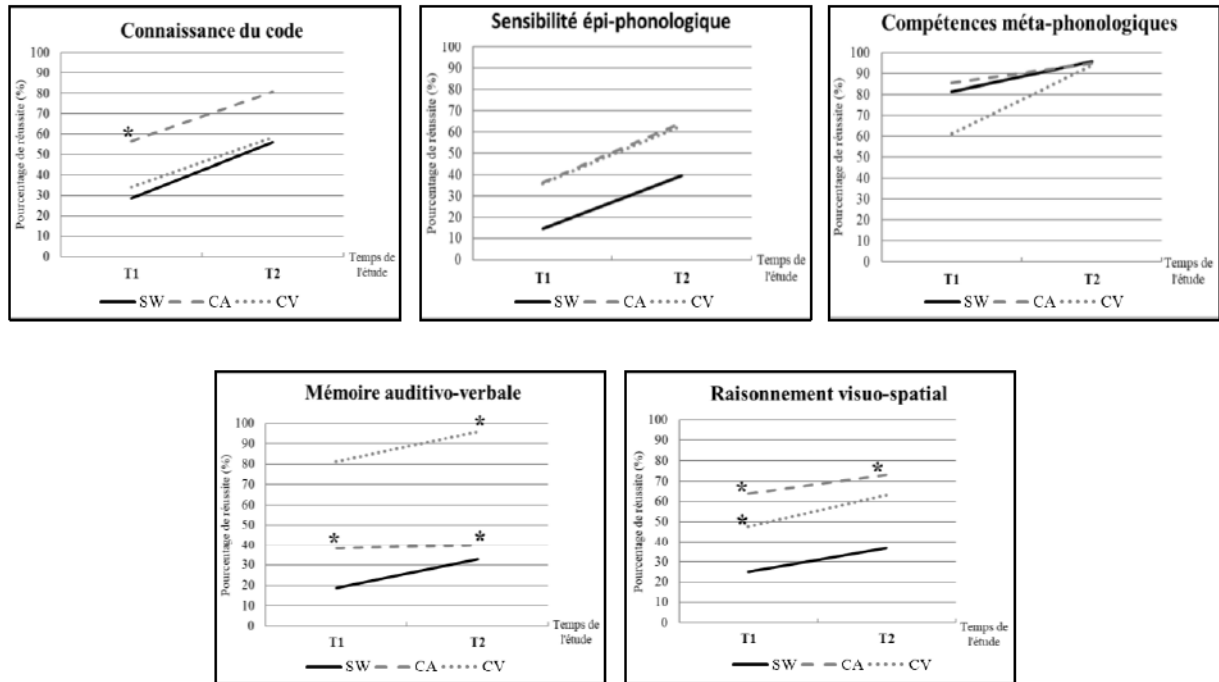 Connaissance du code
Pourcentage de réussite (%)
100
90
80
70
60
50
40
30
20
10
0
*
T1
T2
Temps de
l'étude
SW
CA
CV
Sensibilité épi-phonologique
Pourcentage de réussite (%)
100
90
80
70
60
50
40
30
20
10
0
T1
T2
Temps de
l'étude
SW
CA
CV
Compétences méta-phonologiques
Pourcentage de réussite (%)
100
90
80
70
60
50
40
30
20
10
0
T1
T2
Temps de
l'étude
SW
CA
CV
Mémoire auditivo-verbale
Pourcentage de réussite (%)
100
90
80
70
60
50
40
30
20
10
0
*
*
*
T1
T2
Temps de
l'étude
SW
CA
CV
Raisonnement visuo-spatial
Pourcentage de réussite (%)
100
90
80
70
60
50
40
30
20
10
0
*
*
*
T1
T2
Temps de
l'étude
SW
CA
CV